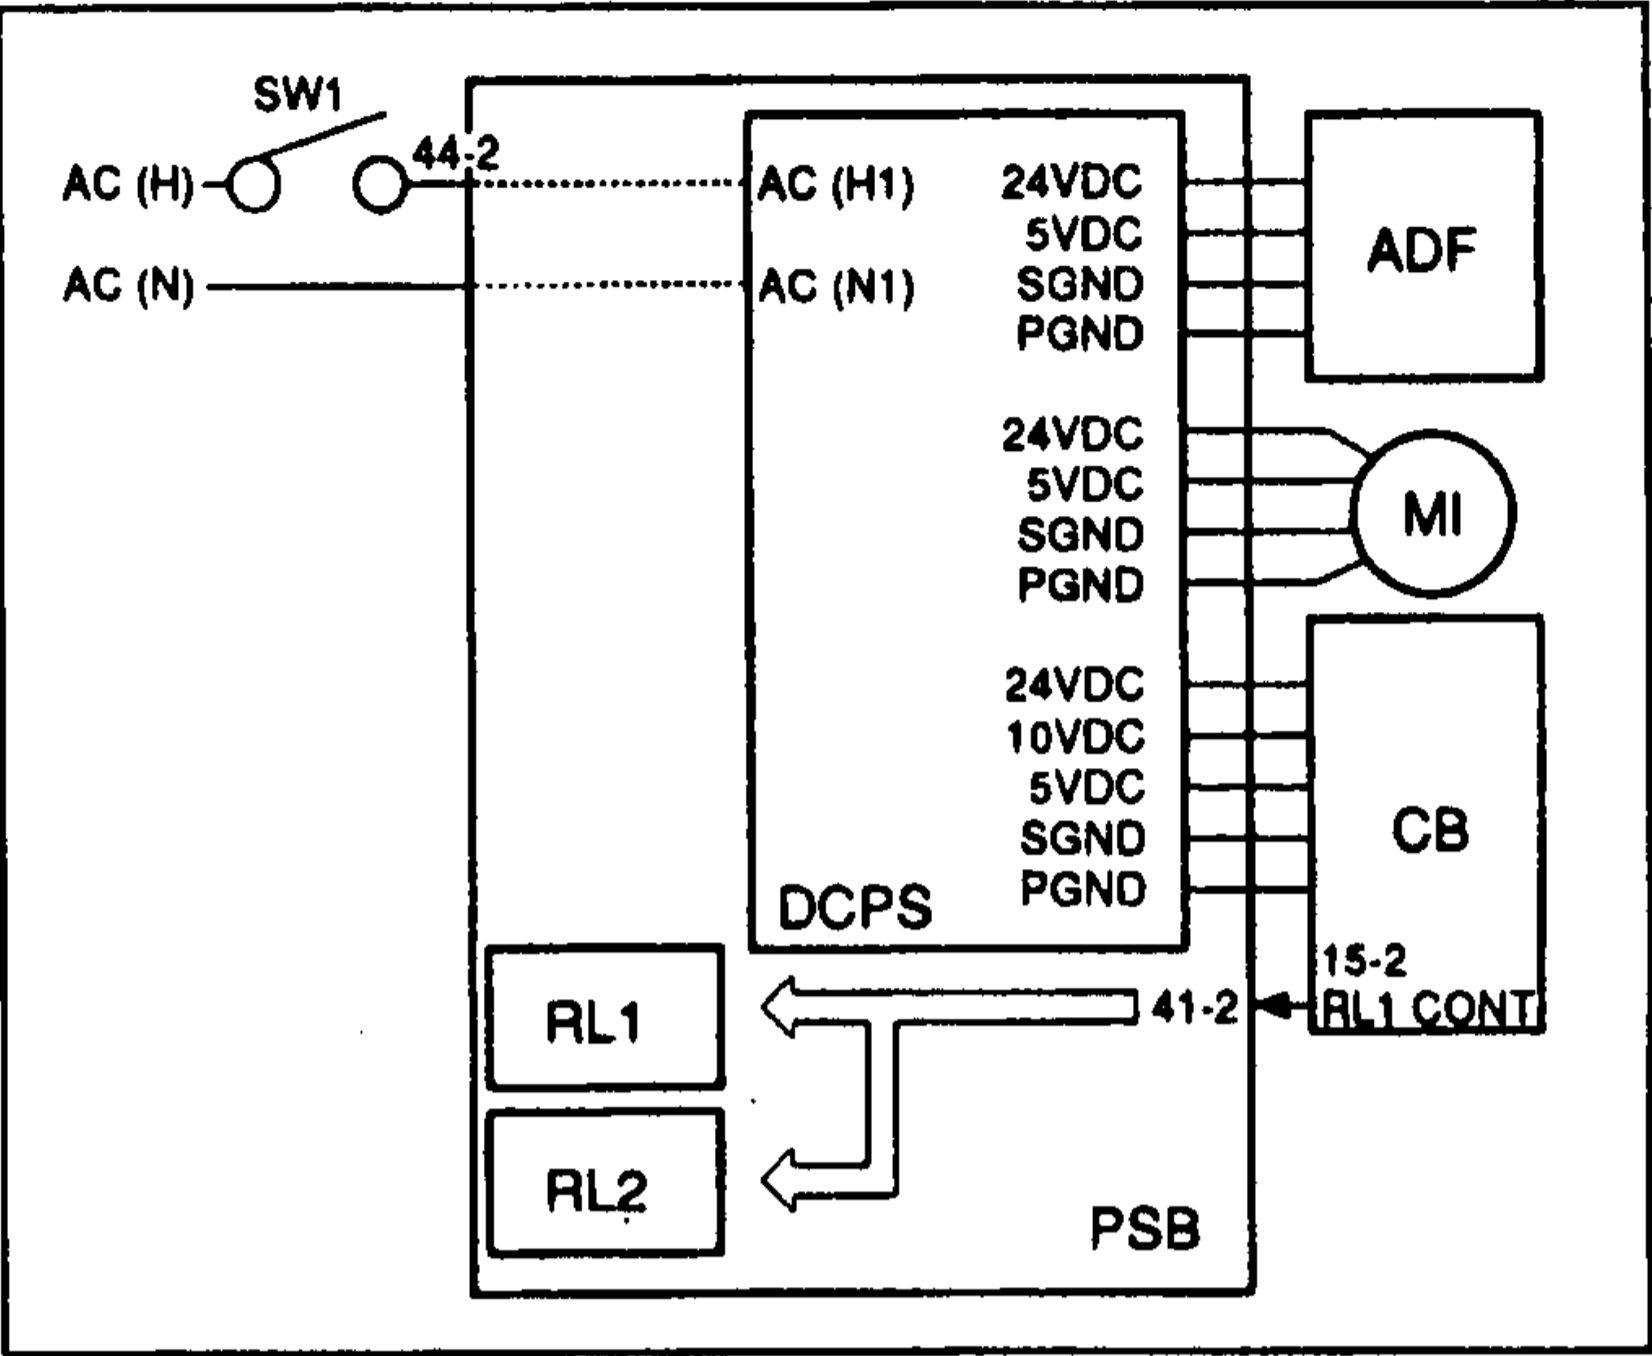 SW1
44-2
AC (H)
AC (H1)
24VDC
5VDC
AC (N)
AC (N1)
SGND
PGND
ADF
24VDC
5VDC
SGND
PGND
MI
24VDC
10VDC
5VDC
SGND
PGND
CB
DCPS
15-2
RL1 CONT
41-2
RL1
RL2
PSB